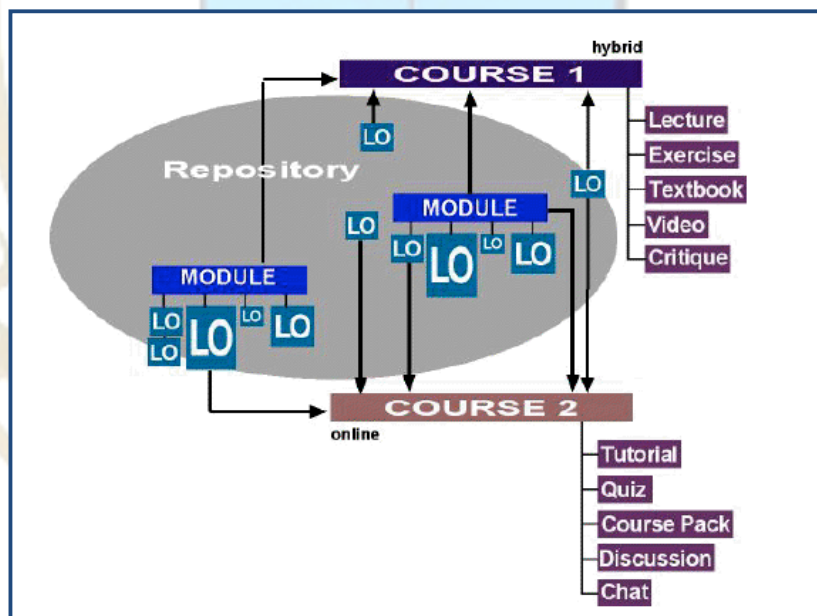 hybrid
COURSE 1
LO
Lecture
Repository
Exercise
LO
Textbook
MODULE
LO
Video
LO
LO
LO
LO
Critique
MODULE
LO
LO
LO
LO
LO
COURSE 2
online
Tutorial
Quiz
Course Pack
Discussion
Chat